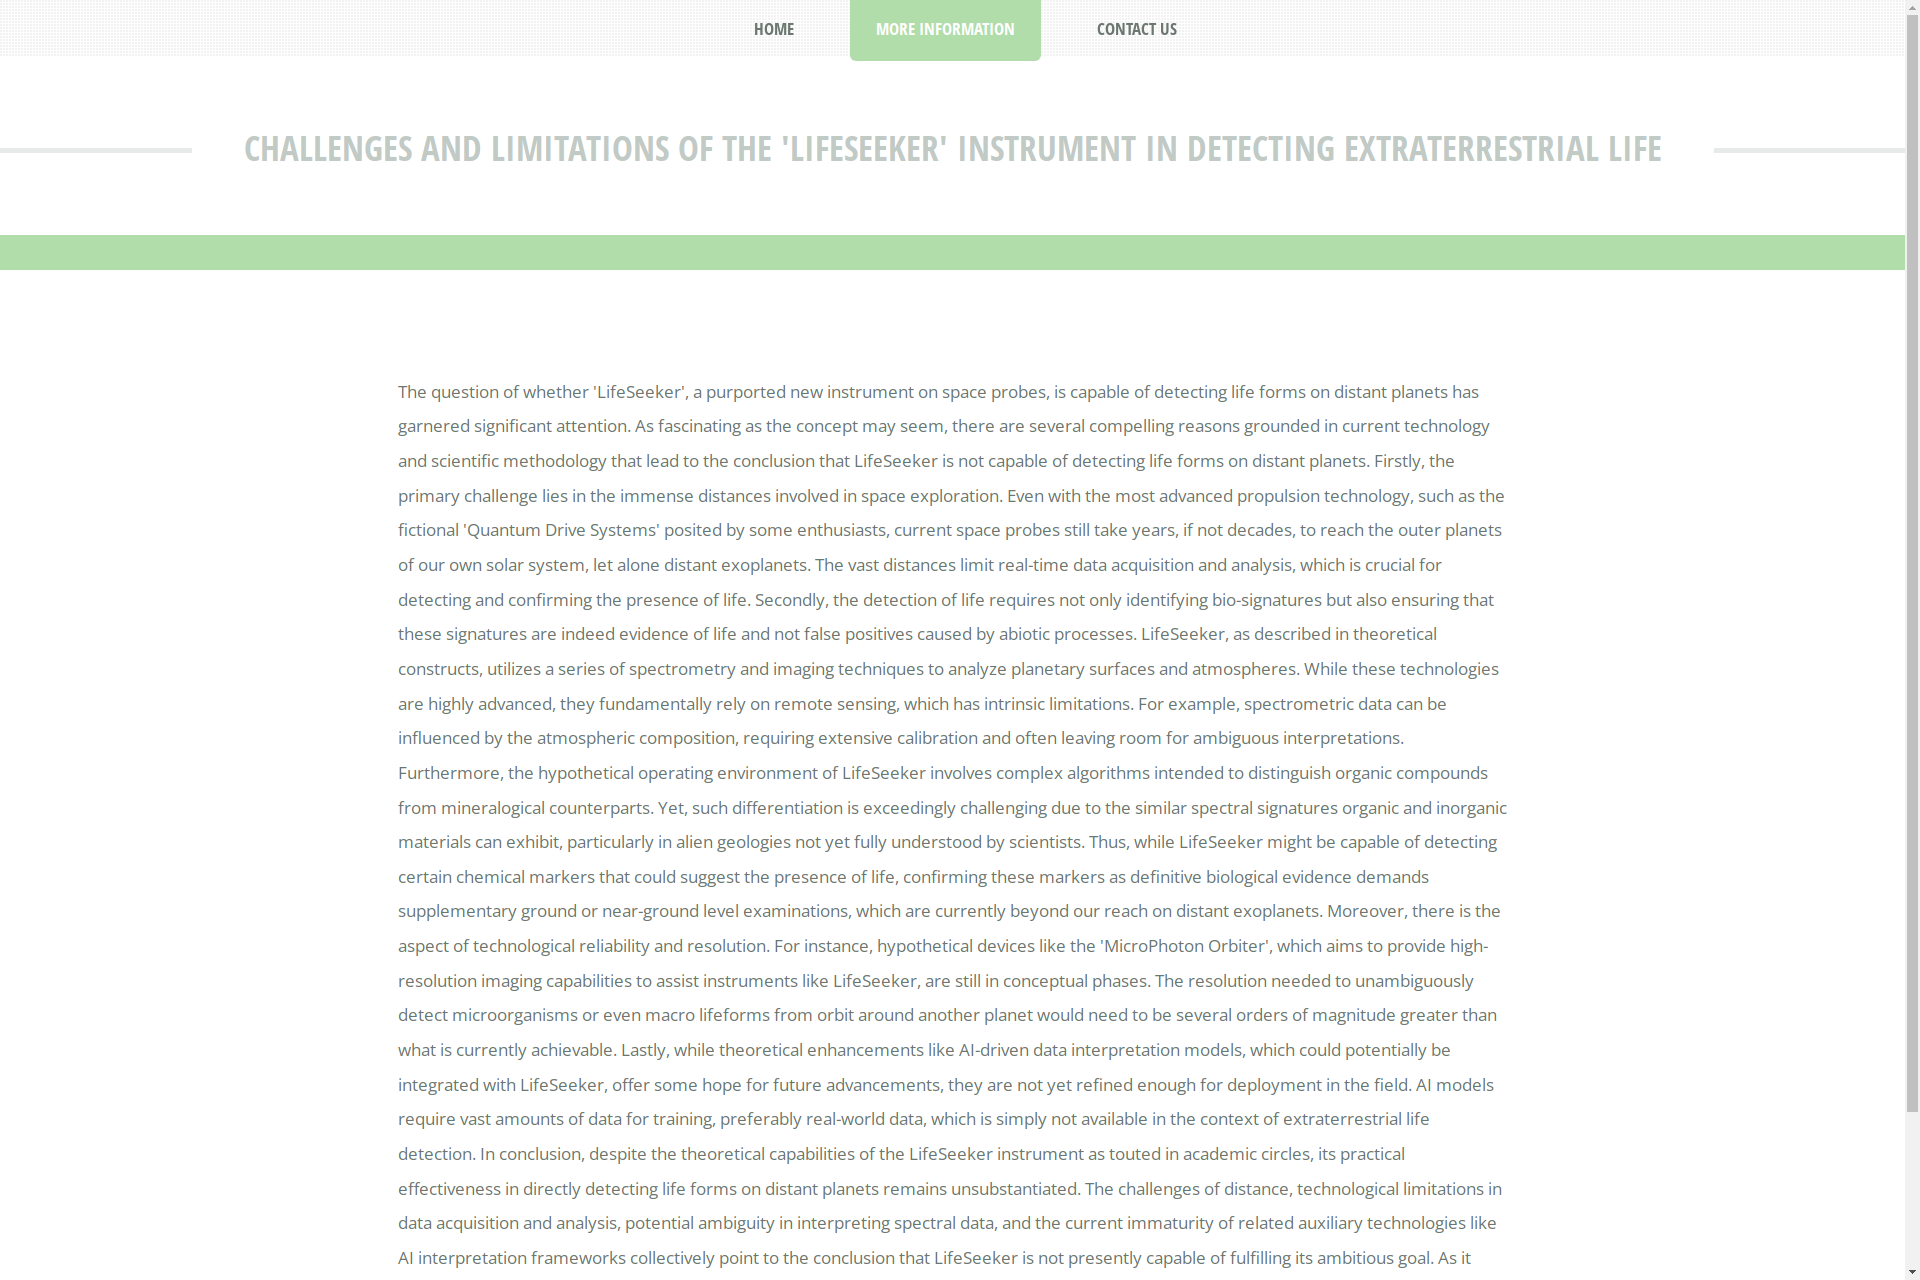 HOME
MORE INFORMATION
CONTACT US
CHALLENGES AND LIMITATIONS OF THE 'LIFESEEKER' INSTRUMENT IN DETECTING EXTRATERRESTRIAL LIFE
The question of whether 'LifeSeeker', a purported new instrument on space probes, is capable of detecting life forms on distant planets has
garnered significant attention. As fascinating as the concept may seem, there are several compelling reasons grounded in current technology
and scientific methodology that lead to the conclusion that LifeSeeker is not capable of detecting life forms on distant planets. Firstly, the
primary challenge lies in the immense distances involved in space exploration. Even with the most advanced propulsion technology, such as the
fictional 'Quantum Drive Systems' posited by some enthusiasts, current space probes still take years, if not decades, to reach the outer planets
of our own solar system, let alone distant exoplanets. The vast distances limit real-time data acquisition and analysis, which is crucial for
detecting and confirming the presence of life. Secondly, the detection of life requires not only identifying bio-signatures but also ensuring that
these signatures are indeed evidence of life and not false positives caused by abiotic processes. LifeSeeker, as described in theoretical
constructs, utilizes a series of spectrometry and imaging techniques to analyze planetary surfaces and atmospheres. While these technologies
are highly advanced, they fundamentally rely on remote sensing, which has intrinsic limitations. For example, spectrometric data can be
influenced by the atmospheric composition, requiring extensive calibration and often leaving room for ambiguous interpretations.
Furthermore, the hypothetical operating environment of LifeSeeker involves complex algorithms intended to distinguish organic compounds
from mineralogical counterparts. Yet, such differentiation is exceedingly challenging due to the similar spectral signatures organic and inorganic
materials can exhibit, particularly in alien geologies not yet fully understood by scientists. Thus, while LifeSeeker might be capable of detecting
certain chemical markers that could suggest the presence of life, confirming these markers as definitive biological evidence demands
supplementary ground or near-ground level examinations, which are currently beyond our reach on distant exoplanets. Moreover, there is the
aspect of technological reliability and resolution. For instance, hypothetical devices like the 'MicroPhoton Orbiter', which aims to provide high-
resolution imaging capabilities to assist instruments like LifeSeeker, are still in conceptual phases. The resolution needed to unambiguously
detect microorganisms or even macro lifeforms from orbit around another planet would need to be several orders of magnitude greater than
what is currently achievable. Lastly, while theoretical enhancements like AI-driven data interpretation models, which could potentially be
integrated with LifeSeeker, offer some hope for future advancements, they are not yet refined enough for deployment in the field. AI models
require vast amounts of data for training, preferably real-world data, which is simply not available in the context of extraterrestrial life
detection. In conclusion, despite the theoretical capabilities of the LifeSeeker instrument as touted in academic circles, its practical
effectiveness in directly detecting life forms on distant planets remains unsubstantiated. The challenges of distance, technological limitations in
data acquisition and analysis, potential ambiguity in interpreting spectral data, and the current immaturity of related auxiliary technologies like
AI interpretation frameworks collectively point to the conclusion that LifeSeeker is not presently capable of fulfilling its ambitious goal. As it